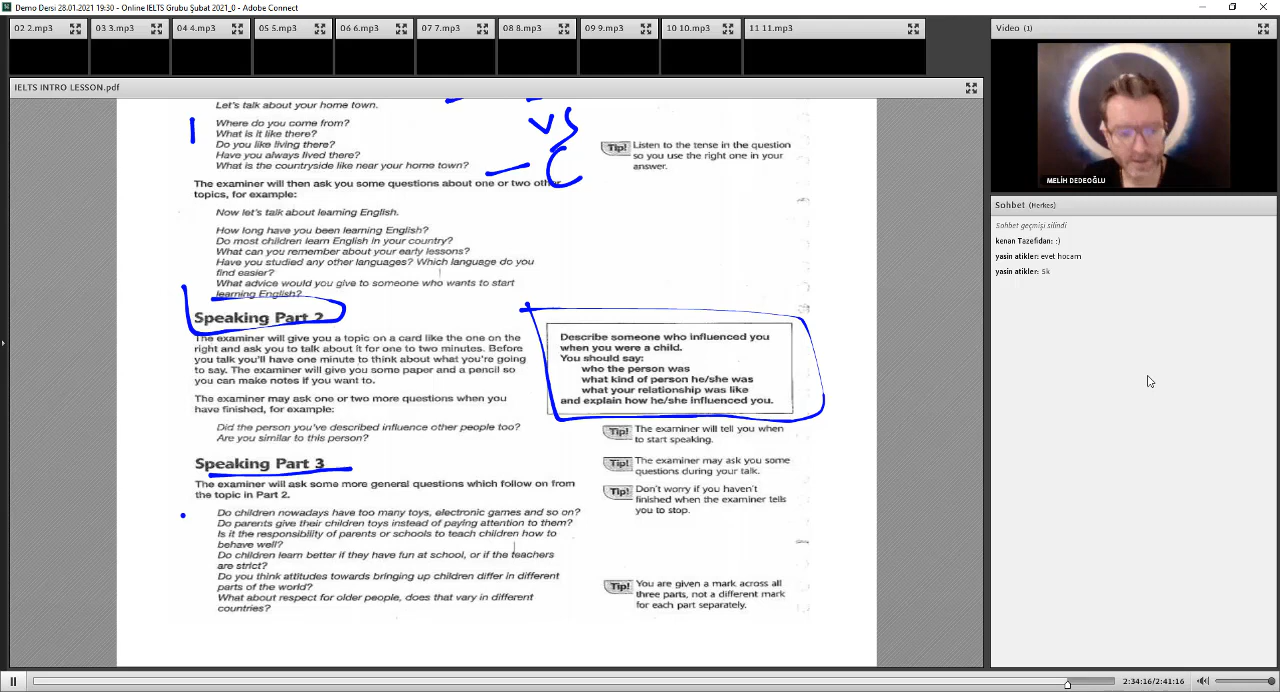 Demo Dersi 28.01.2021 19:30 - Online IELTS Grubu Şubat 2021_0 - Adobe Connect
02 2.mp3
03 3.mp3
04 4.mp3
05 5.mp3
06 6.mp3
07 7.mp3
08 8.mp3
09 9.mp3
10 10.mp3
11 11.mp3
IELTS INTRO LESSON.pdf
Let's talk about your home town.
Where do you come from?
What is it like there?
Do you like living there?
Have you always lived there?
What is the countryside like near your home town?
1
vs
C
Tip! Listen to the tense in the question
so you use the right one in your
answer.
The examiner will then ask you some questions about one or two other
topics, for example:
Now let's talk about learning English.
How long have you been learning English?
Do most children learn English in your country?
What can you remember about your early lessons?
Have you studied any other languages? Which language do you
find easier?
What advice would you give to someone who wants to start
learning English?
Speaking Part 2
The examiner will give you a topic on a card like the one on the
right and ask you to talk about it for one to two minutes. Before
you talk you'll have one minute to think about what you're going
to say. The examiner will give you some paper and a pencil so
you can make notes if you want to.
The examiner may ask one or two more questions when you
have finished, for example:
Did the person you've described influence other people too?
Are you similar to this person?
Describe someone who influenced you
when you were a child.
You should say:
who the person was
what kind of person he/she was
what your relationship was like
and explain how he/she influenced you.
Tip! The examiner will tell you when
to start speaking.
Tip! The examiner may ask you some
questions during your talk.
Tip! Don't worry if you haven't
finished when the examiner tells
you to stop.
Speaking Part 3
The examiner will ask some more general questions which follow on from
the topic in Part 2.
Do children nowadays have too many toys, electronic games and so on?
Do parents give their children toys instead of paying attention to them?
Is it the responsibility of parents or schools to teach children how to
behave well?
Do children learn better if they have fun at school, or if the teachers
are strict?
Do you think attitudes towards bringing up children differ in different
parts of the world?
What about respect for older people, does that vary in different
countries?
Tip! You are given a mark across all
three parts, not a different mark
for each part separately.
Video (1)
MELİH DEDEOĞLU
Sohbet (Herkes)
Sohbet geçmişi silindi
kenan Tazefidan: :)
yasin atikler: evet hocam
yasin atikler: 5k
2:34:16/2:41:16